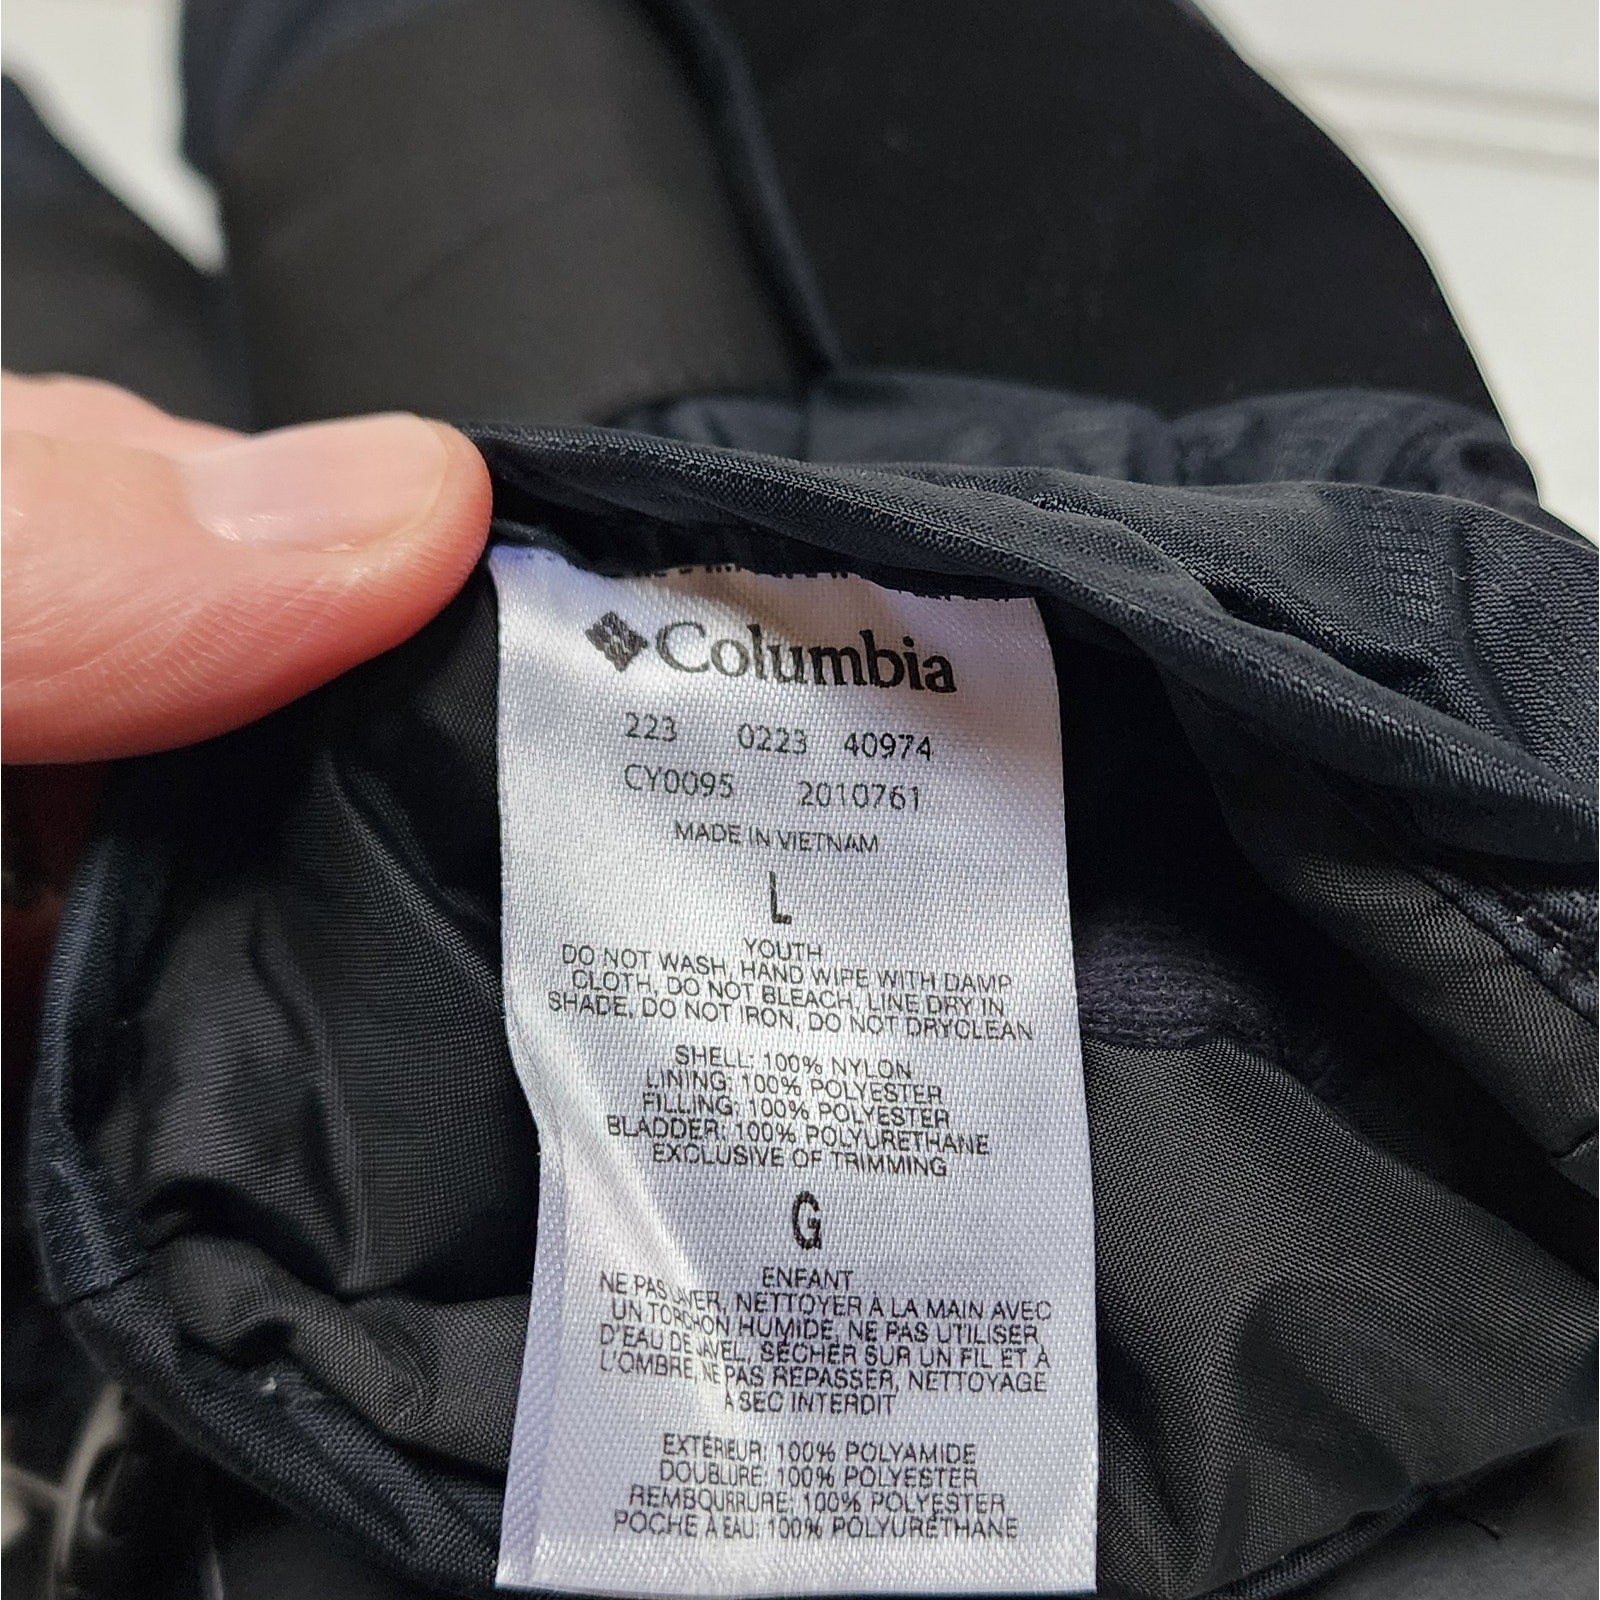 Columbia
223 0223 40974
CY0095 2010761
MADE IN VIETNAM
L
YOUTH
DO NOT WASH, HAND WIPE WITH DAMP
CLOTH, DO NOT BLEACH, LINE DRY IN
SHADE, DO NOT IRON, DO NOT DRYCLEAN
SHELL: 100% NYLON
LINING: 100% POLYESTER
FILLING: 100% POLYESTER
BLADDER: 100% POLYURETHANE
EXCLUSIVE OF TRIMMING
G
ENFANT
NE PAS LAVER, NETTOYER À LA MAIN AVEC
UN TORCHON HUMIDE, NE PAS UTILISER
D'EAU DE JAVEL, SÉCHER SUR UN FIL ET À
L'OMBRE, NE PAS REPASSER, NETTOYAGE
À SEC INTERDIT
EXTÉRIEUR: 100% POLYAMIDE
DOUBLURE: 100% POLYESTER
REMBOURRURE: 100% POLYESTER
POCHE À EAU: 100% POLYURÉTHANE